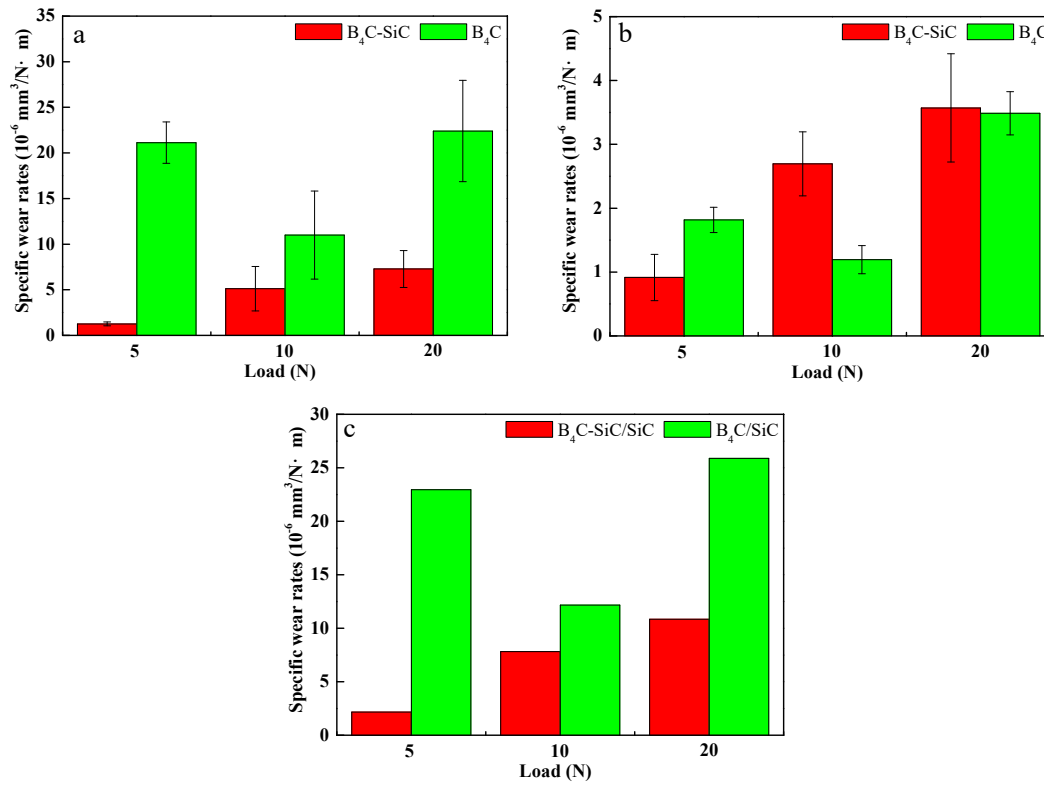 a
B₄C-SiC B₄C
Specific wear rates (10⁻⁶ mm³/N· m)
30
25
20
15
10
5
0
5 10 20
Load (N)
b
B₄C-SiC B₄C
Specific wear rates (10⁻⁶ mm³/N· m)
5
4
3
2
1
0
5 10 20
Load (N)
c
B₄C-SiC/SiC B₄C/SiC
Specific wear rates (10⁻⁶ mm³/N· m)
30
25
20
15
10
5
0
5 10 20
Load (N)